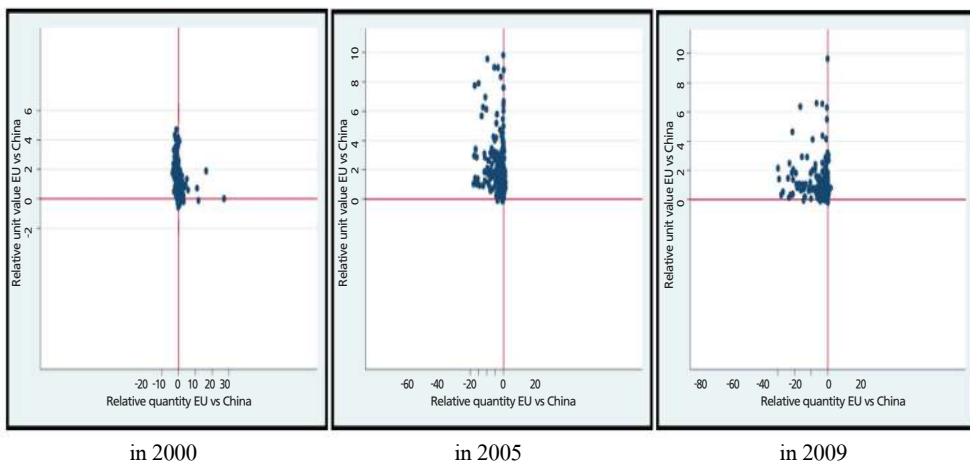 Relative unit value EU vs China
6
4
2
0
-2
-20 -10 0 10 20 30
Relative quantity EU vs China
in 2000
Relative unit value EU vs China
10
8
6
4
2
0
-60 -40 -20 0 20
Relative quantity EU vs China
in 2005
Relative unit value EU vs China
10
8
6
4
2
0
-80 -60 -40 -20 0 20
Relative quantity EU vs China
in 2009